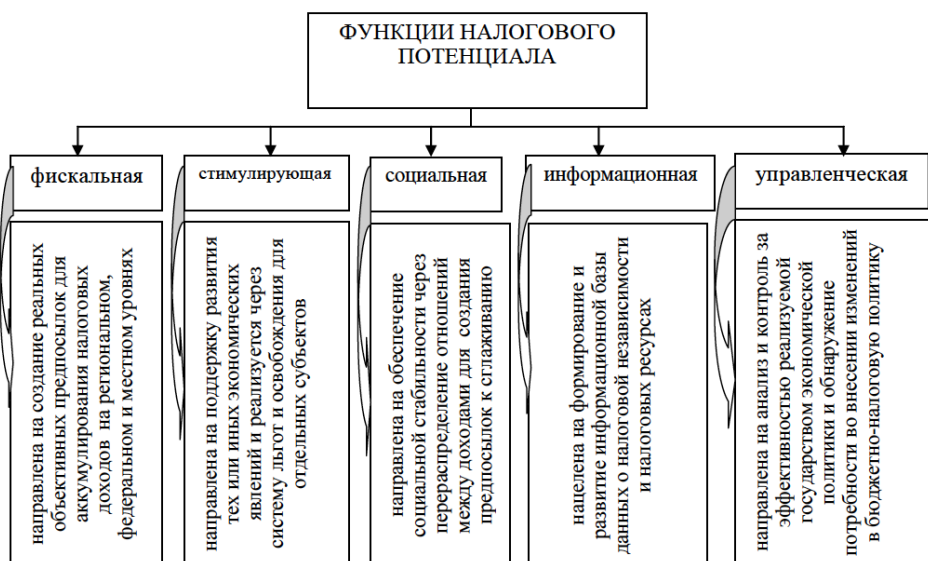 ФУНКЦИИ НАЛОГОВОГО
ПОТЕНЦИАЛА
фискальная
стимулирующая
социальная
информационная
управленческая
направлена на создание реальных
объективных предпосылок для
аккумулирования налоговых
доходов на региональном,
федеральном и местном уровнях
направлена на поддержку развития
тех или иных экономических
явлений и реализуется через
систему льгот и освобождения для
отдельных субъектов
направлена на обеспечение
социальной стабильности через
перераспределение отношений
между доходами для создания
предпосылок к сглаживанию
нацелена на формирование и
развитие информационной базы
данных о налоговой независимости
и налоговых ресурсах
направлена на анализ и контроль за
эффективностью реализуемой
государством экономической
политики и обнаружение
потребности во внесении изменений
в бюджетно-налоговую политику